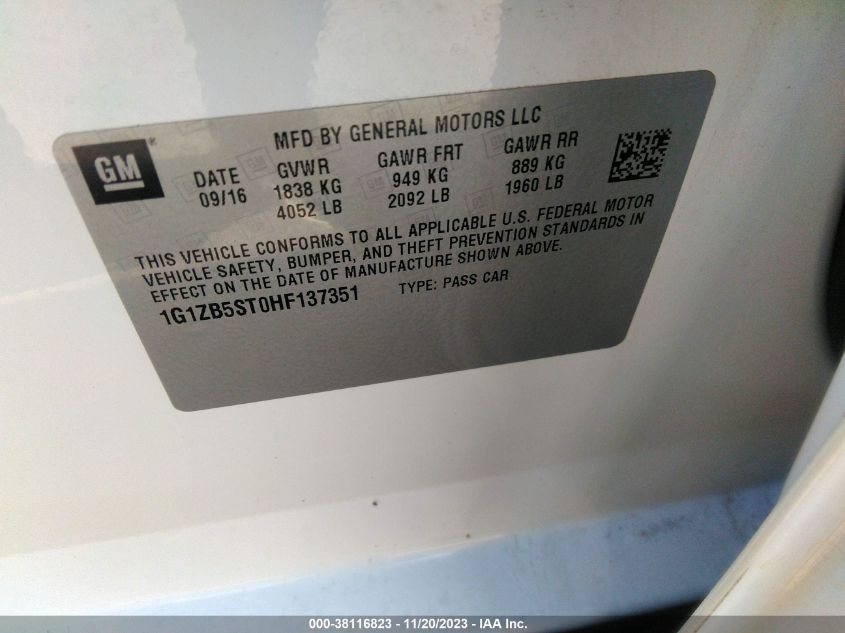 MFD BY GENERAL MOTORS LLC
GM®
DATE GVWR GAWR FRT GAWR RR
09/16 1838 KG 949 KG 889 KG
4052 LB 2092 LB 1960 LB
THIS VEHICLE CONFORMS TO ALL APPLICABLE U.S. FEDERAL MOTOR
VEHICLE SAFETY, BUMPER, AND THEFT PREVENTION STANDARDS IN
EFFECT ON THE DATE OF MANUFACTURE SHOWN ABOVE.
1G1ZB5ST0HF137351 TYPE: PASS CAR
000-38116823 - 11/20/2023 - IAA Inc.